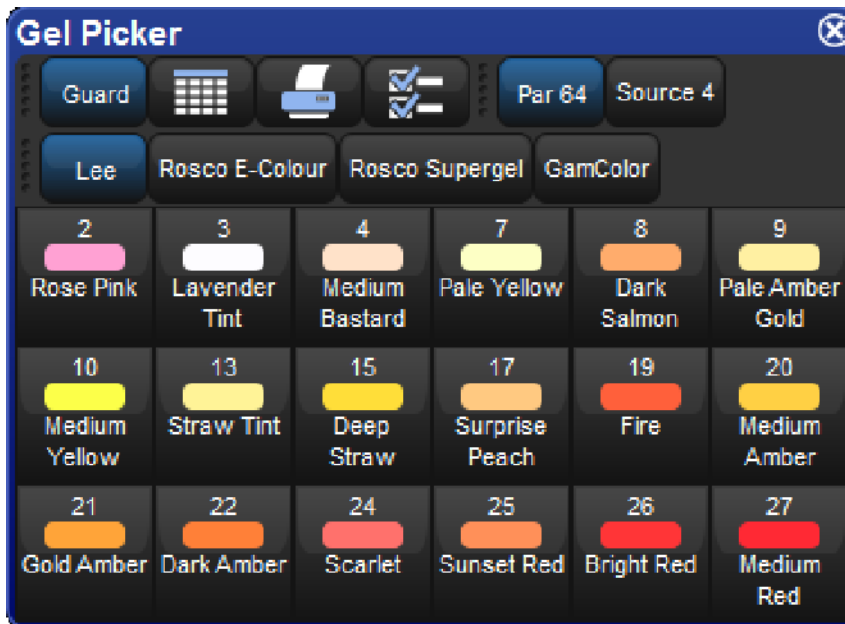 Gel Picker
Guard
Par 64
Source 4
Lee
Rosco E-Colour
Rosco Supergel
GamColor
2
Rose Pink
3
Lavender
Tint
4
Medium
Bastard
7
Pale Yellow
8
Dark
Salmon
9
Pale Amber
Gold
10
Medium
Yellow
13
Straw Tint
15
Deep
Straw
17
Surprise
Peach
19
Fire
20
Medium
Amber
21
Gold Amber
22
Dark Amber
24
Scarlet
25
Sunset Red
26
Bright Red
27
Medium
Red